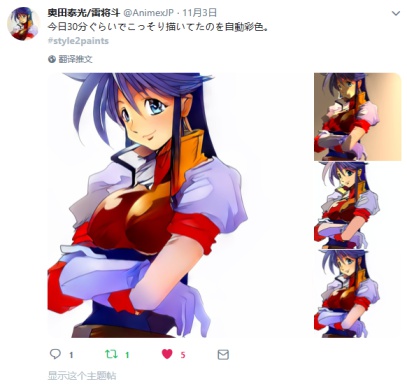 奥田泰光/雷将斗 @AnimexJP · 11月3日
今日30分ぐらいでこっそり描いてたのを自動彩色。
#style2paints
翻译推文
1 1 5
显示这个主题帖